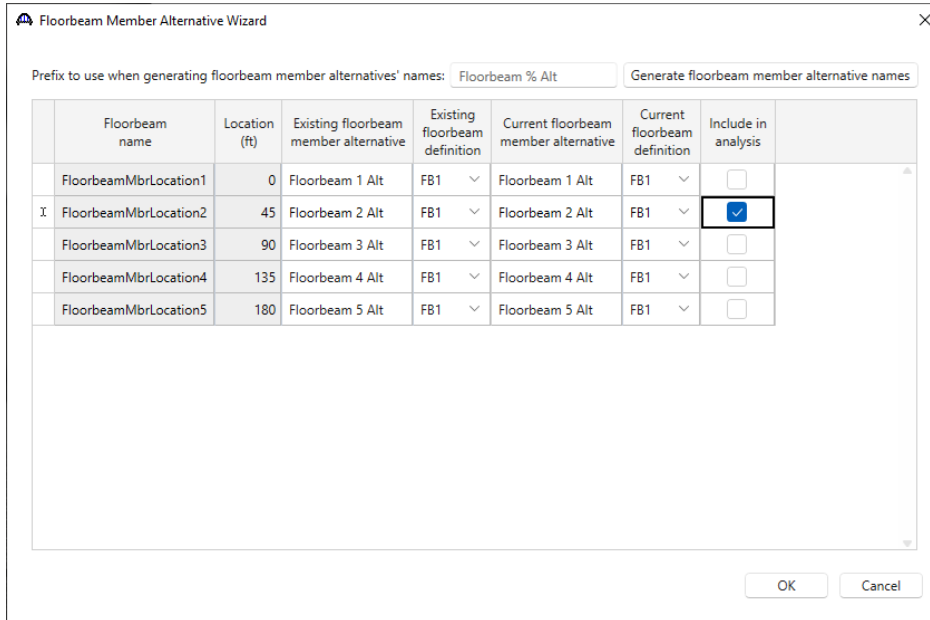 Floorbeam Member Alternative Wizard
Prefix to use when generating floorbeam member alternatives' names: Floorbeam % Alt Generate floorbeam member alternative names
Floorbeam name Location (ft) Existing floorbeam member alternative Existing floorbeam definition Current floorbeam member alternative Current floorbeam definition Include in analysis
FloorbeamMbrLocation1 0 Floorbeam 1 Alt FB1 Floorbeam 1 Alt FB1
FloorbeamMbrLocation2 45 Floorbeam 2 Alt FB1 Floorbeam 2 Alt FB1
FloorbeamMbrLocation3 90 Floorbeam 3 Alt FB1 Floorbeam 3 Alt FB1
FloorbeamMbrLocation4 135 Floorbeam 4 Alt FB1 Floorbeam 4 Alt FB1
FloorbeamMbrLocation5 180 Floorbeam 5 Alt FB1 Floorbeam 5 Alt FB1
OK Cancel